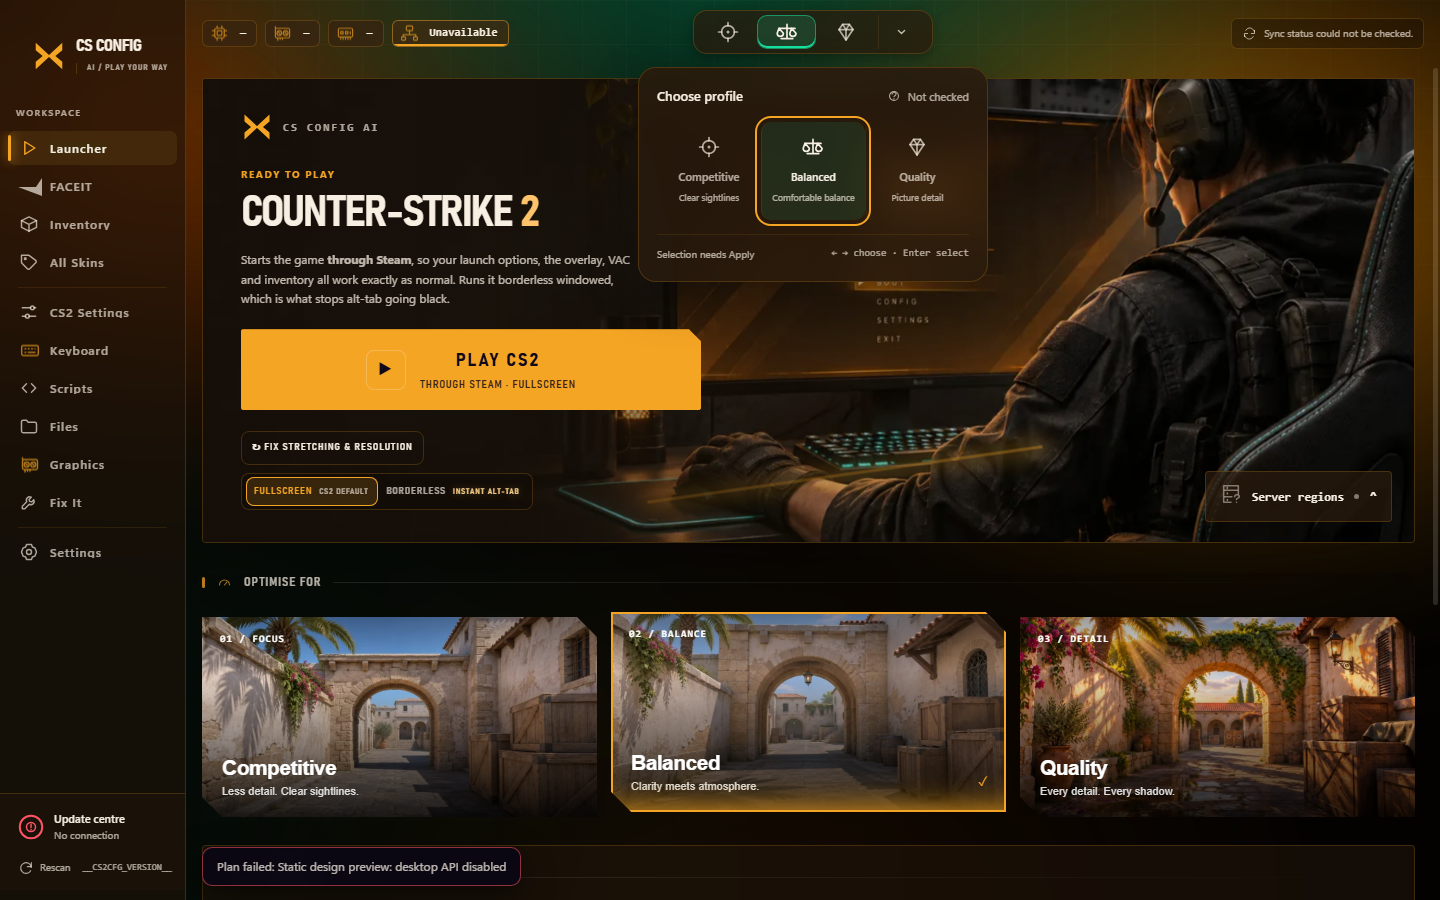 CS CONFIG
AI / PLAY YOUR WAY
WORKSPACE
Launcher
FACEIT
Inventory
All Skins
CS2 Settings
Keyboard
Scripts
Files
Graphics
Fix It
Settings
Update centre
No connection
Rescan
__CS2CFG_VERSION__
– – –
Unavailable
Sync status could not be checked.
Choose profile
Not checked
Competitive
Clear sightlines
Balanced
Comfortable balance
Quality
Picture detail
Selection needs Apply
← → choose · Enter select
CS CONFIG AI
READY TO PLAY
COUNTER-STRIKE 2
Starts the game through Steam, so your launch options, the overlay, VAC
and inventory all work exactly as normal. Runs it borderless windowed,
which is what stops alt-tab going black.
PLAY CS2
THROUGH STEAM · FULLSCREEN
↻ FIX STRETCHING & RESOLUTION
FULLSCREEN CS2 DEFAULT
BORDERLESS INSTANT ALT-TAB
CONFIG
SETTINGS
EXIT
Server regions
OPTIMISE FOR
01 / FOCUS
Competitive
Less detail. Clear sightlines.
02 / BALANCE
Balanced
Clarity meets atmosphere.
03 / DETAIL
Quality
Every detail. Every shadow.
Plan failed: Static design preview: desktop API disabled